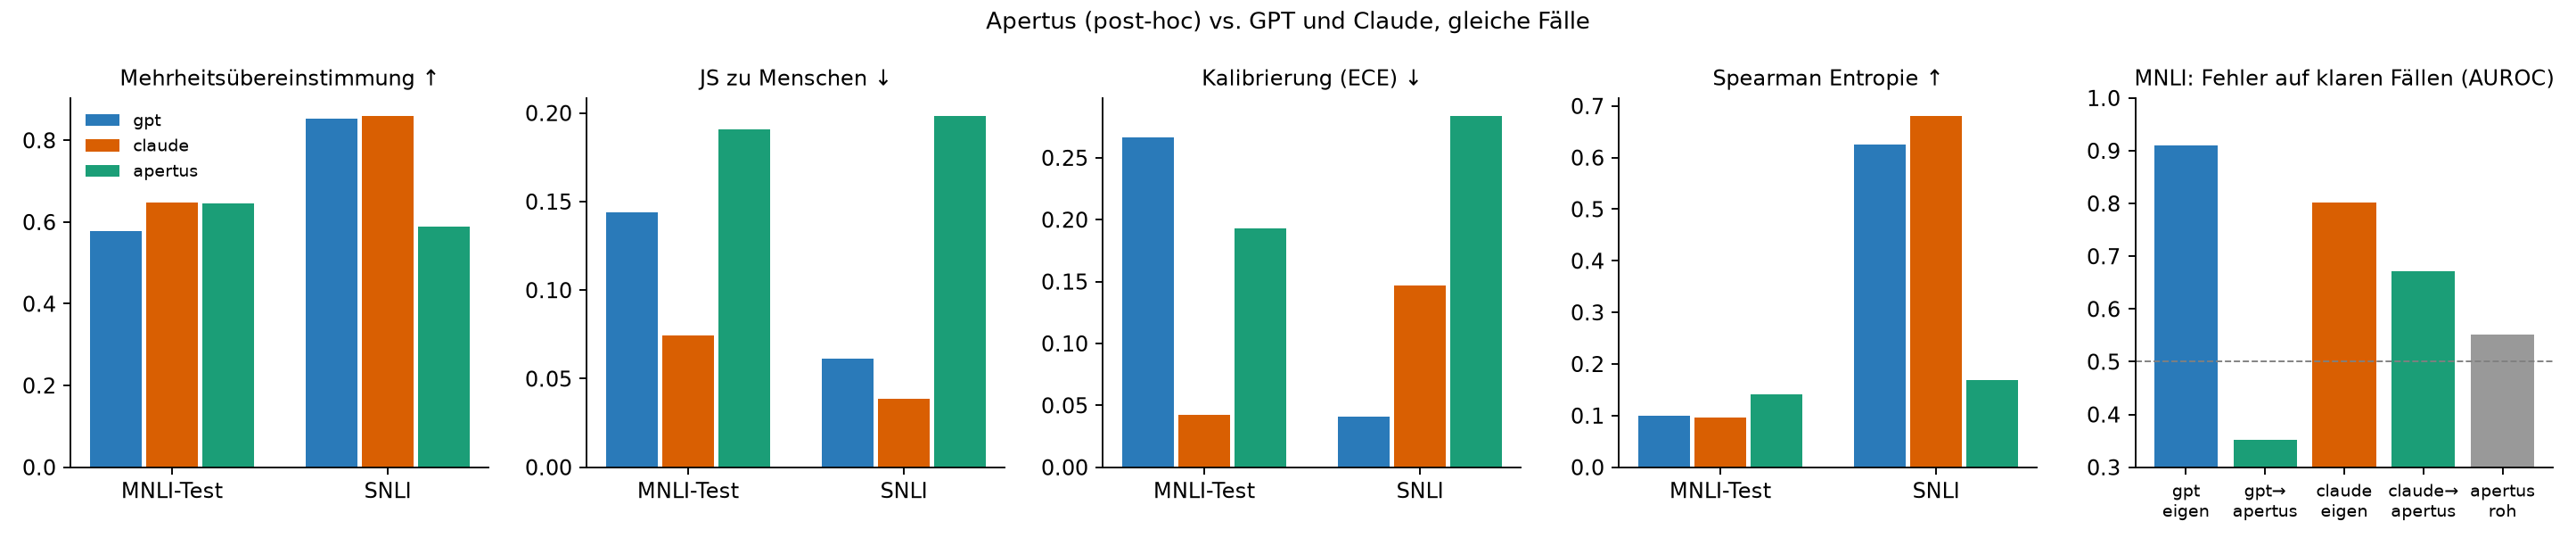 Apertus (post-hoc) vs. GPT und Claude, gleiche Fälle
Mehrheitsübereinstimmung ↑
0.8
0.6
0.4
0.2
0.0
gpt
claude
apertus
MNLI-Test
SNLI
JS zu Menschen ↓
0.20
0.15
0.10
0.05
0.00
MNLI-Test
SNLI
Kalibrierung (ECE) ↓
0.25
0.20
0.15
0.10
0.05
0.00
MNLI-Test
SNLI
Spearman Entropie ↑
0.7
0.6
0.5
0.4
0.3
0.2
0.1
0.0
MNLI-Test
SNLI
MNLI: Fehler auf klaren Fällen (AUROC)
1.0
0.9
0.8
0.7
0.6
0.5
0.4
0.3
gpt
eigen
gpt→
apertus
claude
eigen
claude→
apertus
apertus
roh